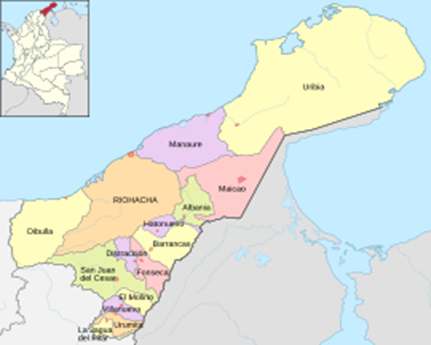 Uribia
Manaure
Maicao
RIOHACHA
Albania
Hatonuevo
Dibulla
Barrancas
Distracción
Fonseca
San Juan
del Cesar
El Molino
Villanueva
Urumita
La Jagua
del Pilar